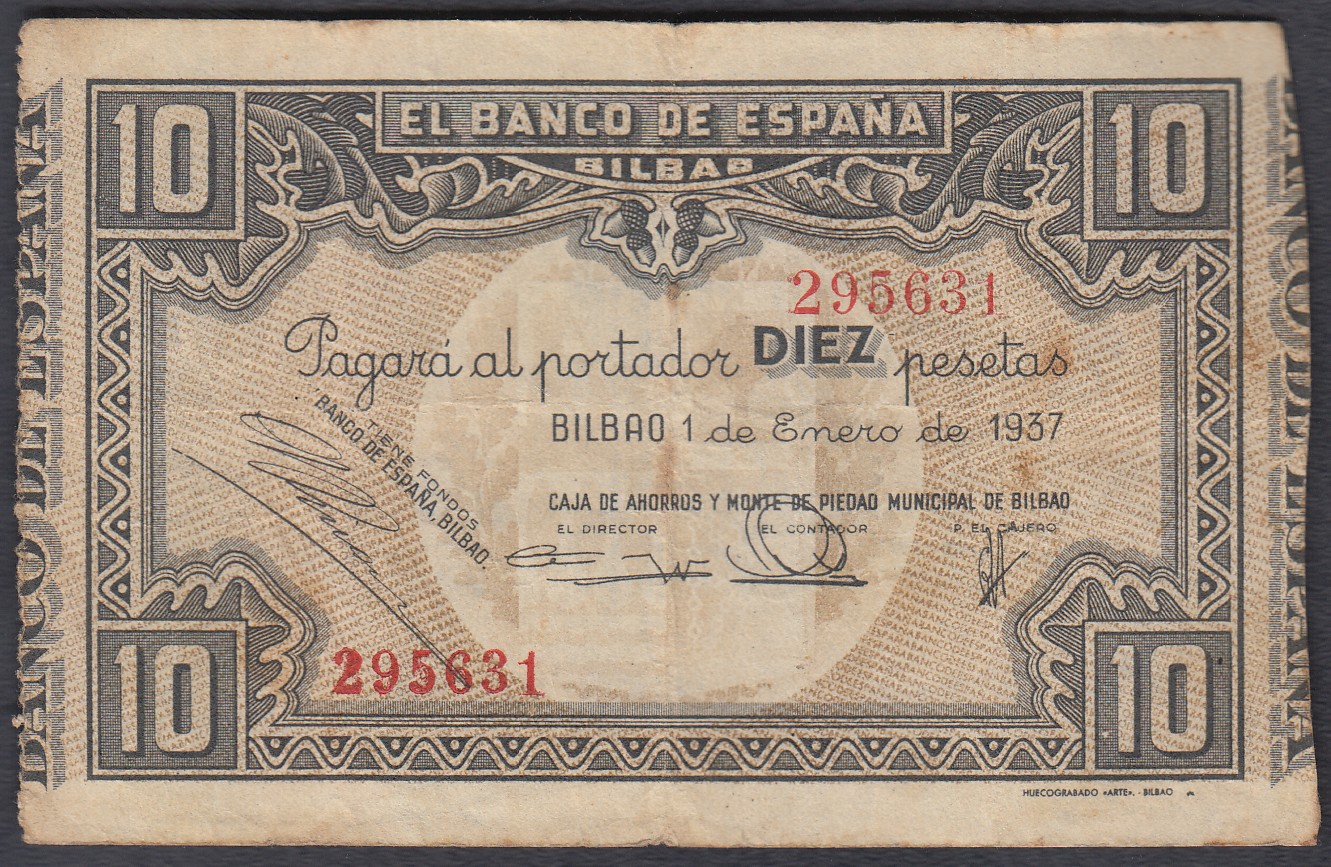 10
EL BANCO DE ESPAÑA
10
BILBAO
295631
Pagará al portador DIEZ pesetas
BILBAO 1 de Enero de 1937
TIENE FONDOS
BANCO DE ESPAÑA, BILBAO.
CAJA DE AHORROS Y MONTE DE PIEDAD MUNICIPAL DE BILBAO
EL DIRECTOR EL CONTADOR P. EL CAJERO
295631
10
10
BANCO DE ESPAÑA
BANCO DE ESPAÑA
HUECOGRABADO «ARTE». - BILBAO